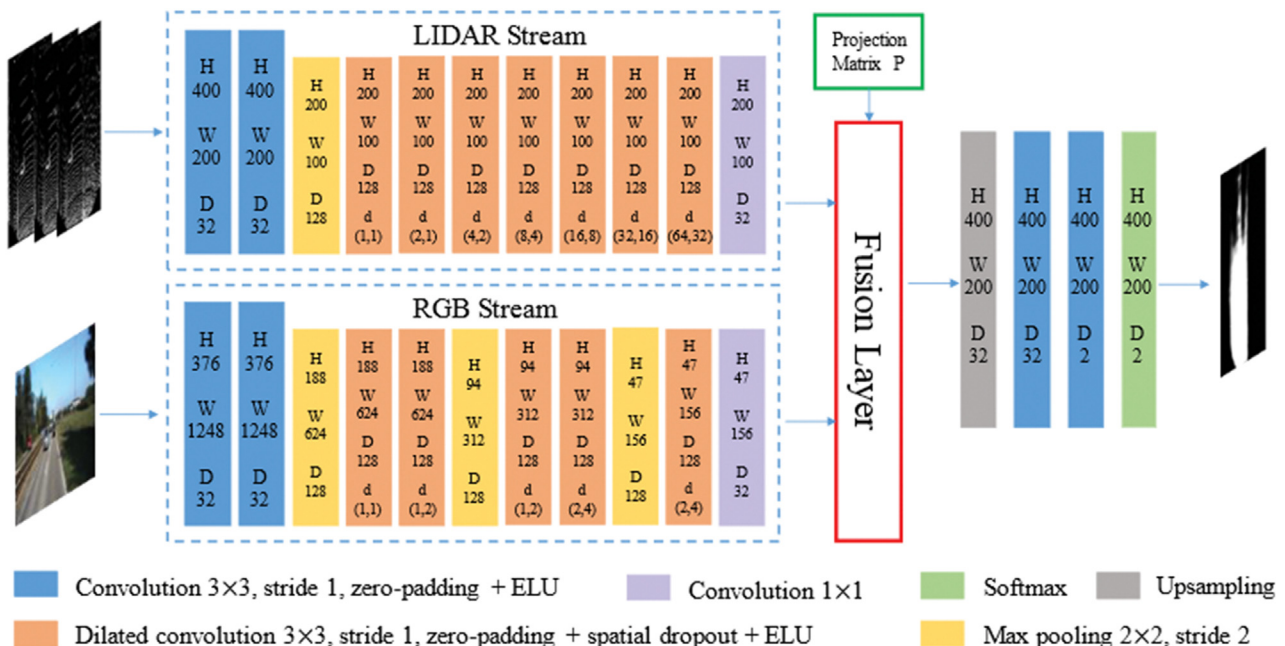 LIDAR Stream
H
400
W
200
D
32
H
400
W
200
D
32
H
200
W
100
D
128
H
200
W
100
D
128
d
(1,1)
H
200
W
100
D
128
d
(2,1)
H
200
W
100
D
128
d
(4,2)
H
200
W
100
D
128
d
(8,4)
H
200
W
100
D
128
d
(16,8)
H
200
W
100
D
128
d
(32,16)
H
200
W
100
D
128
d
(64,32)
H
200
W
100
D
32
RGB Stream
H
376
W
1248
D
32
H
376
W
1248
D
32
H
188
W
624
D
128
H
188
W
624
D
128
d
(1,1)
H
188
W
624
D
128
d
(1,2)
H
94
W
312
D
128
H
94
W
312
D
128
d
(1,2)
H
94
W
312
D
128
d
(2,4)
H
47
W
156
D
128
H
47
W
156
D
128
d
(2,4)
H
47
W
156
D
32
Projection
Matrix P
Fusion Layer
H
400
W
200
D
32
H
400
W
200
D
32
H
400
W
200
D
2
H
400
W
200
D
2
Convolution 3×3, stride 1, zero-padding + ELU
Convolution 1×1
Softmax
Upsampling
Dilated convolution 3×3, stride 1, zero-padding + spatial dropout + ELU
Max pooling 2×2, stride 2